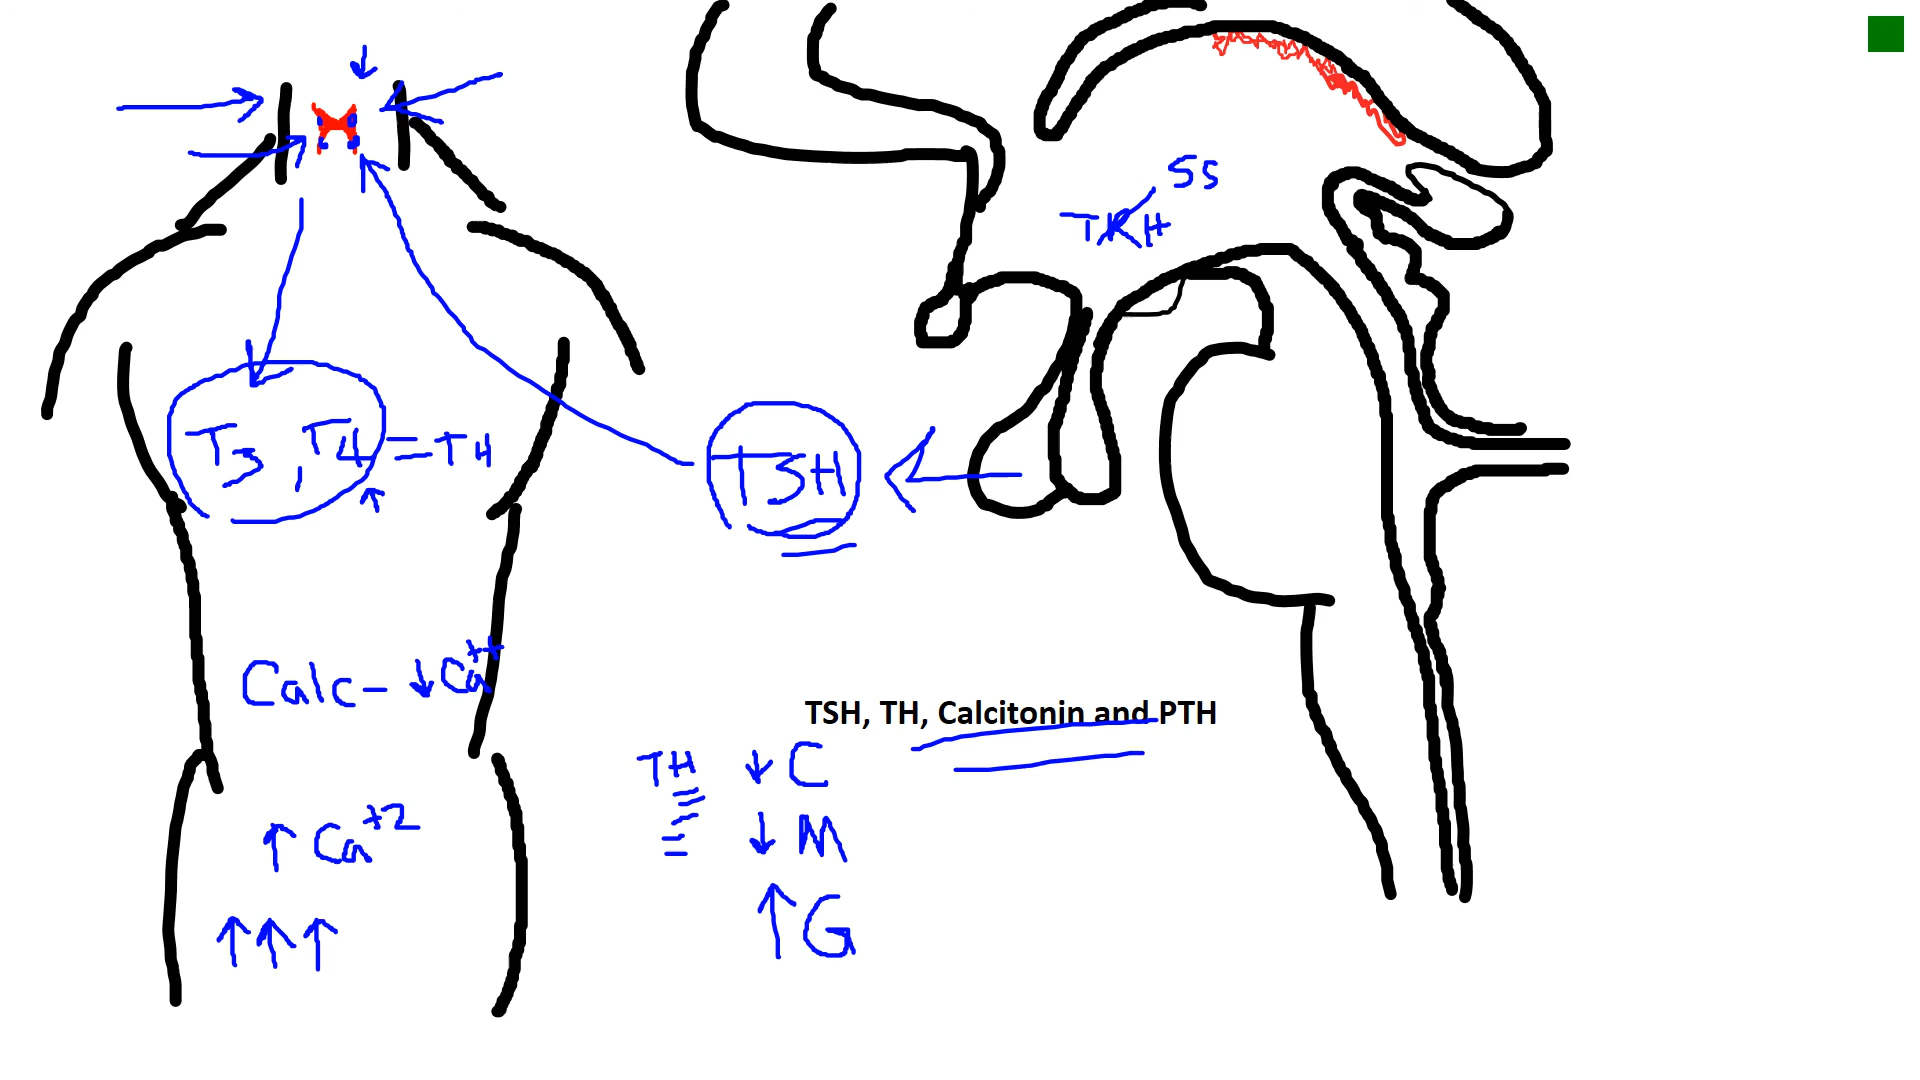 SS
TRH
T3, T4 = TH
TSH
Calc - ↓ Ca++
TSH, TH, Calcitonin and PTH
TH ↓ C
↓ M
↑ G
↑ Ca+2
↑↑↑